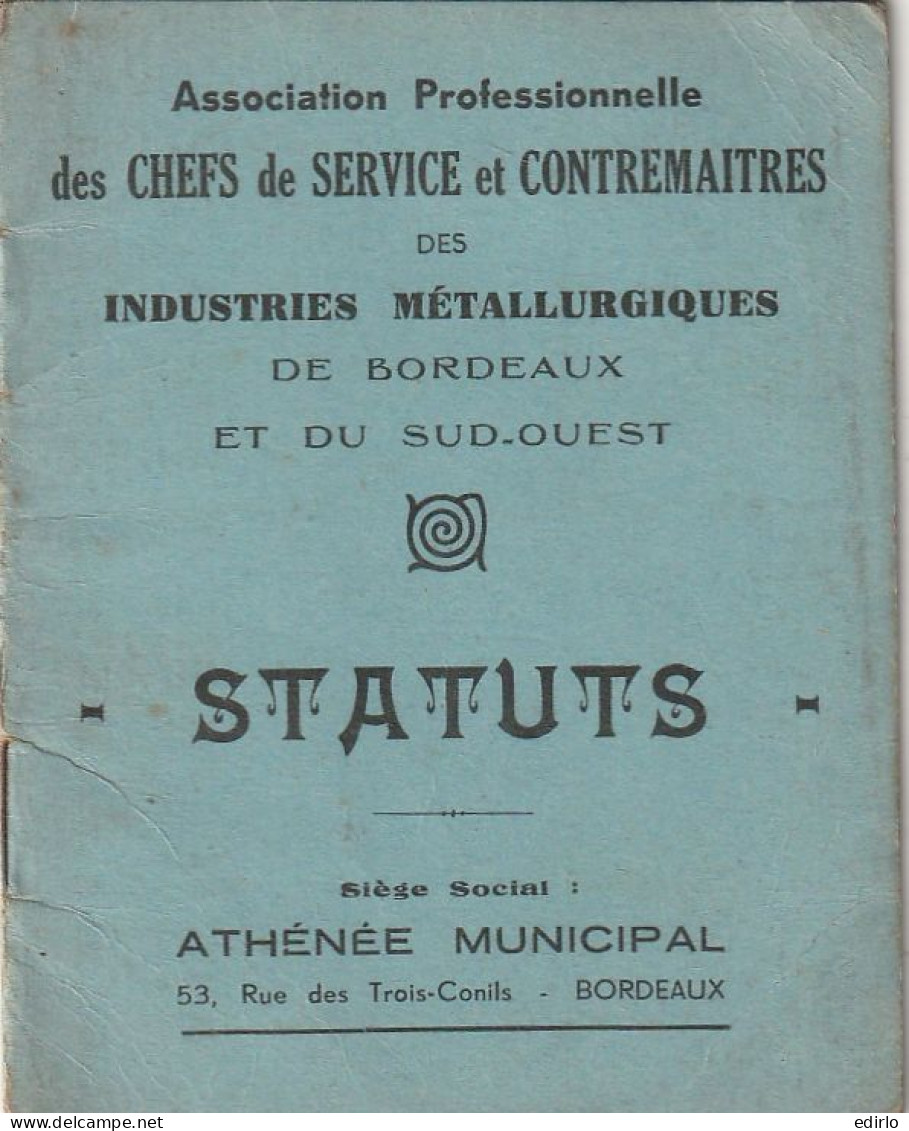 Association Professionnelle
des CHEFS de SERVICE et CONTREMAITRES
DES
INDUSTRIES MÉTALLURGIQUES
DE BORDEAUX
ET DU SUD-OUEST
STATUTS
Siège Social :
ATHÉNÉE MUNICIPAL
53, Rue des Trois-Conils - BORDEAUX
www.delcampe.net
edirlo